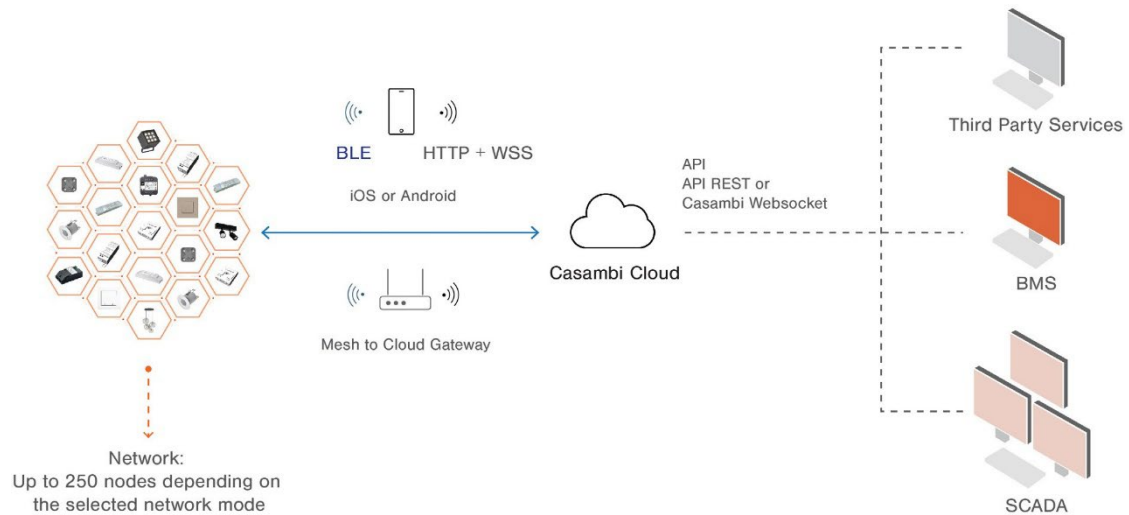 BLE
HTTP + WSS
iOS or Android
Mesh to Cloud Gateway
Network:
Up to 250 nodes depending on
the selected network mode
Casambi Cloud
API
API REST or
Casambi Websocket
Third Party Services
BMS
SCADA